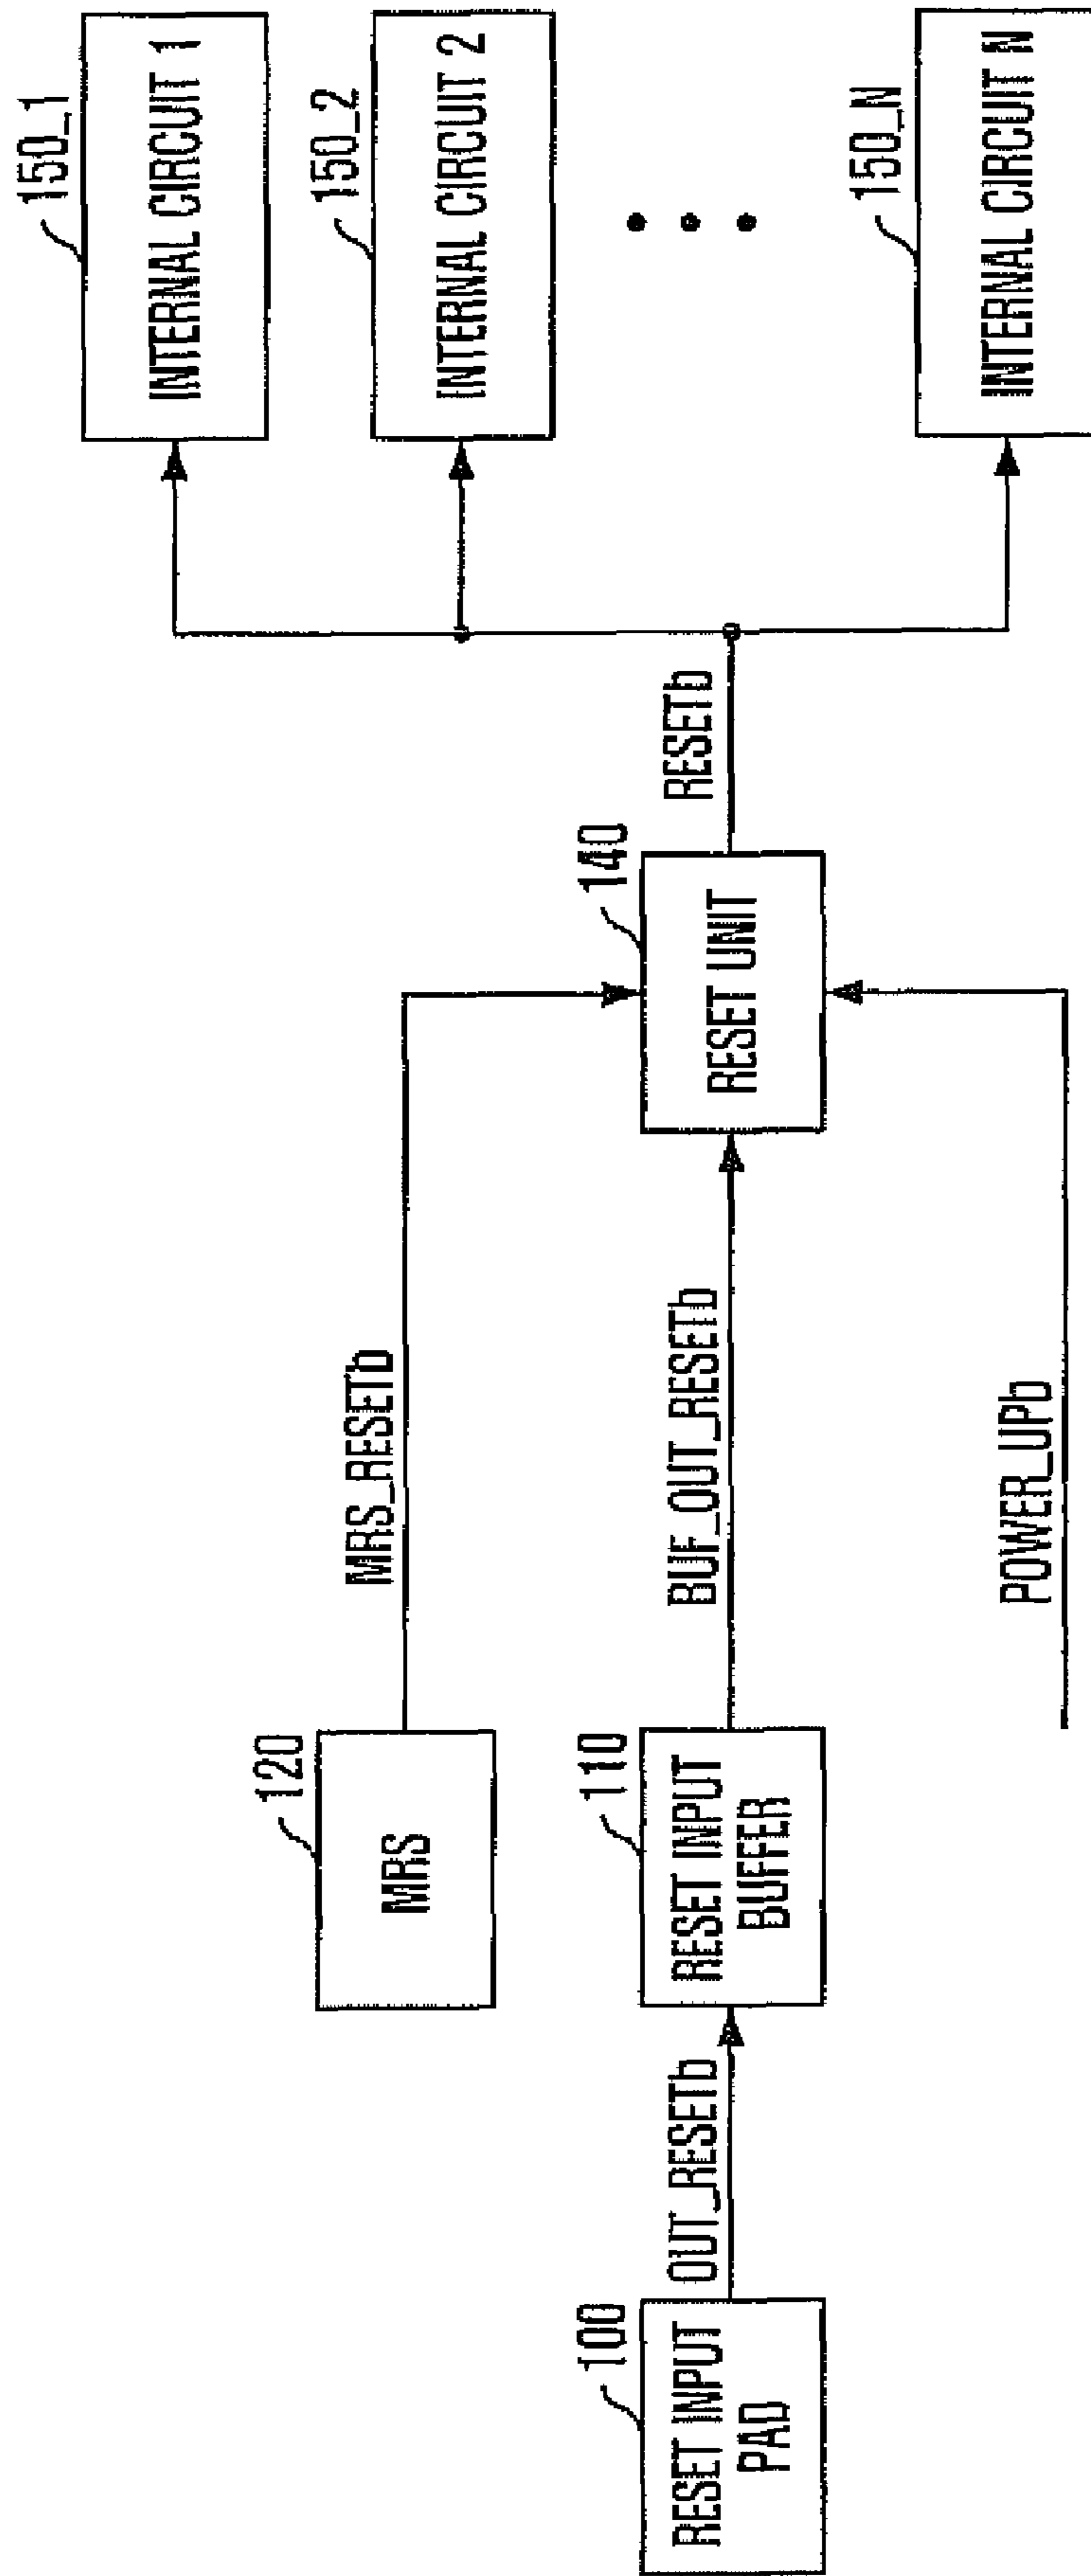 150_1
INTERNAL CIRCUIT 1
150_2
INTERNAL CIRCUIT 2
150_N
INTERNAL CIRCUIT N
120
MRS
MRS_RESETb
140
RESET UNIT
RESETb
100
RESET INPUT
PAD
OUT_RESETb
110
RESET INPUT
BUFFER
BUF_OUT_RESETb
POWER_UPb